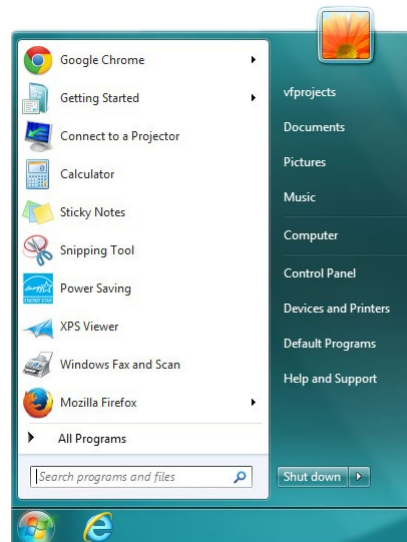 Google Chrome
Getting Started
Connect to a Projector
Calculator
Sticky Notes
Snipping Tool
Power Saving
XPS Viewer
Windows Fax and Scan
Mozilla Firefox
All Programs
Search programs and files
vfprojects
Documents
Pictures
Music
Computer
Control Panel
Devices and Printers
Default Programs
Help and Support
Shut down